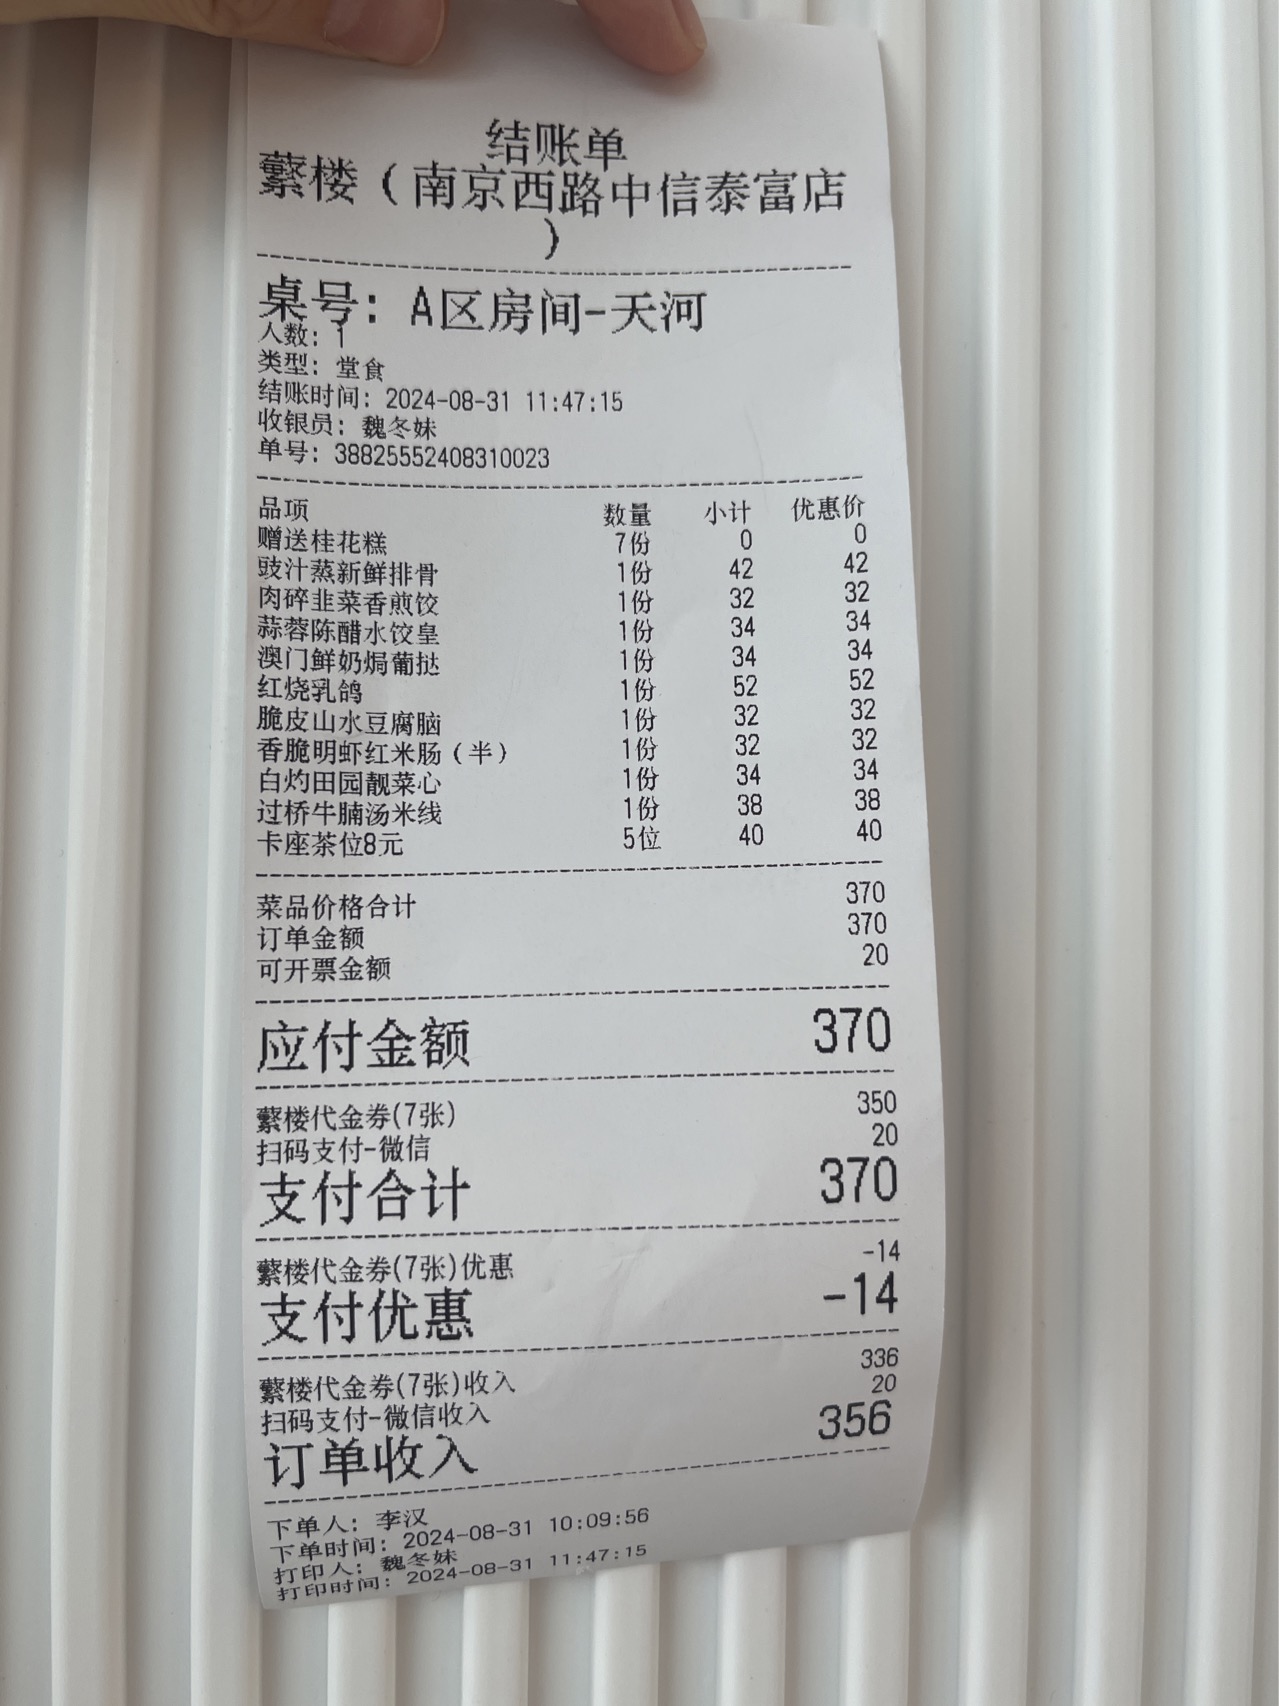 结账单
蘩楼（南京西路中信泰富店
）
桌号：A区房间-天河
人数：1
类型：堂食
结账时间：2024-08-31 11:47:15
收银员：魏冬妹
单号：38825552408310023
品项 数量 小计 优惠价
赠送桂花糕 7份 0 0
豉汁蒸新鲜排骨 1份 42 42
肉碎韭菜香煎饺 1份 32 32
蒜蓉陈醋水饺皇 1份 34 34
澳门鲜奶焗葡挞 1份 34 34
红烧乳鸽 1份 52 52
脆皮山水豆腐脑 1份 32 32
香脆明虾红米肠（半） 1份 32 32
白灼田园靓菜心 1份 34 34
过桥牛腩汤米线 1份 38 38
卡座茶位8元 5位 40 40
菜品价格合计 370
订单金额 370
可开票金额 20
应付金额 370
蘩楼代金券(7张) 350
扫码支付-微信 20
支付合计 370
蘩楼代金券(7张)优惠 -14
支付优惠 -14
蘩楼代金券(7张)收入 336
扫码支付-微信收入 20
订单收入 356
下单人：李汉
下单时间：2024-08-31 10:09:56
打印人：魏冬妹
打印时间：2024-08-31 11:47:15